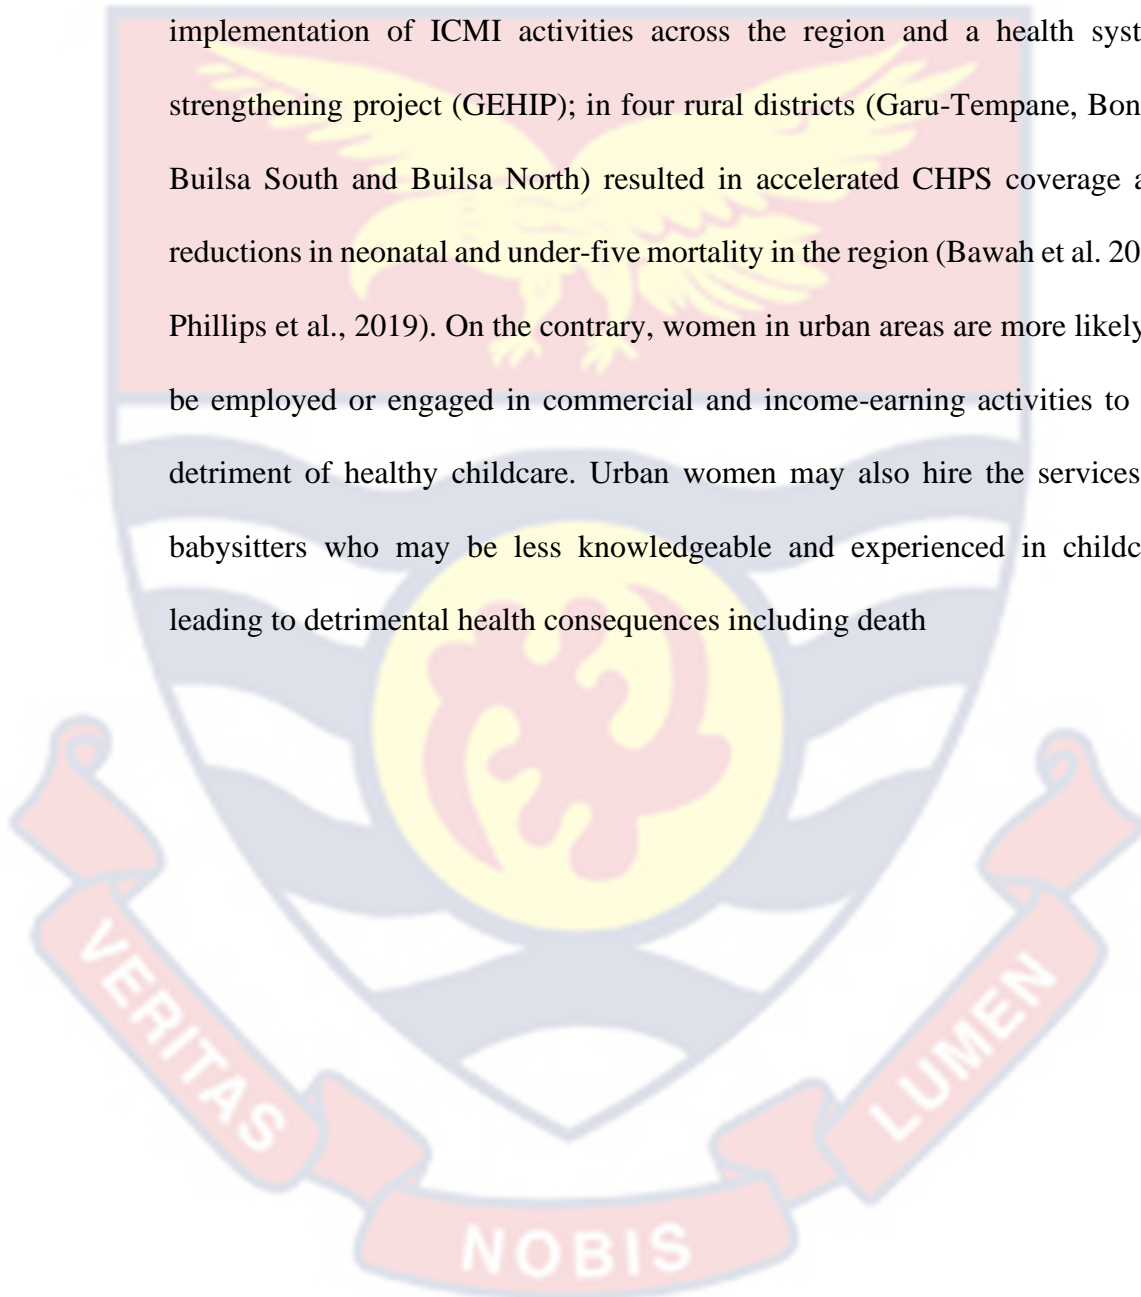 implementation of ICMI activities across the region and a health syst
strengthening project (GEHIP); in four rural districts (Garu-Tempane, Bon
Builsa South and Builsa North) resulted in accelerated CHPS coverage a
reductions in neonatal and under-five mortality in the region (Bawah et al. 20
Phillips et al., 2019). On the contrary, women in urban areas are more likely
be employed or engaged in commercial and income-earning activities to
detriment of healthy childcare. Urban women may also hire the services
babysitters who may be less knowledgeable and experienced in childc
leading to detrimental health consequences including death
VERITAS
NOBIS
LUMEN